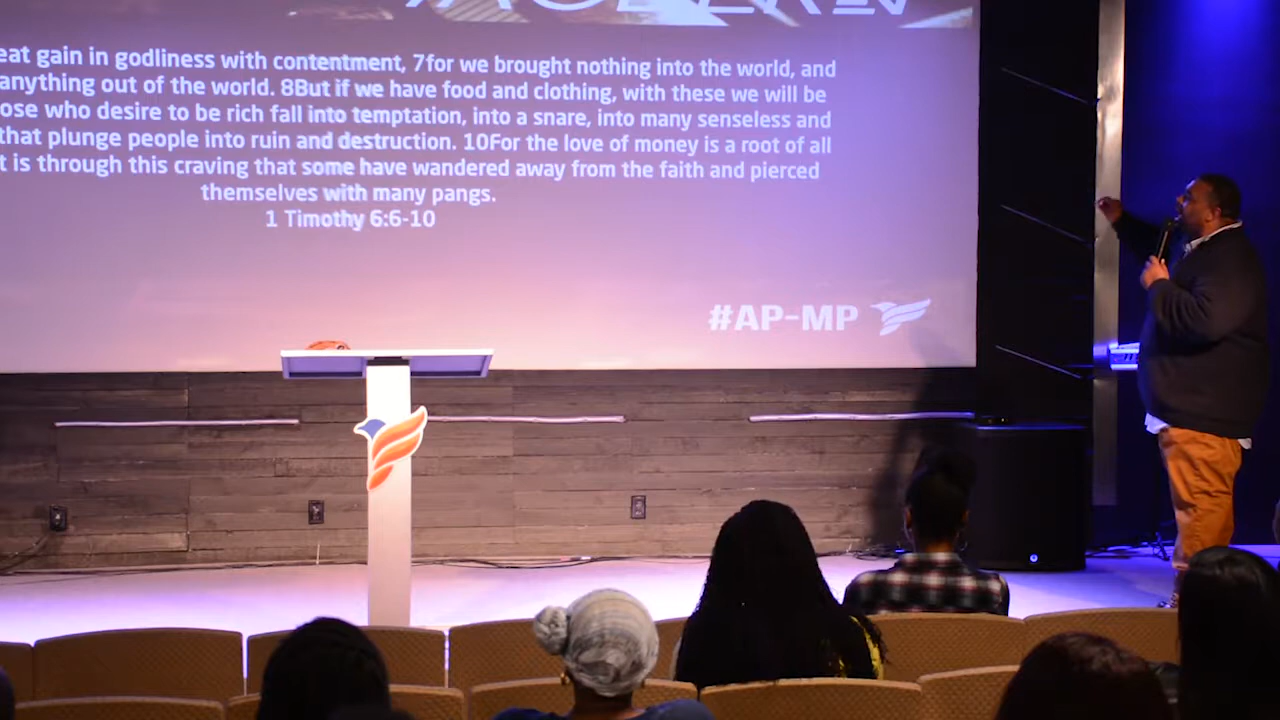 eat gain in godliness with contentment, 7for we brought nothing into the world, and
anything out of the world. 8But if we have food and clothing, with these we will be
ose who desire to be rich fall into temptation, into a snare, into many senseless and
that plunge people into ruin and destruction. 10For the love of money is a root of all
t is through this craving that some have wandered away from the faith and pierced
themselves with many pangs.
1 Timothy 6:6-10
#AP-MP